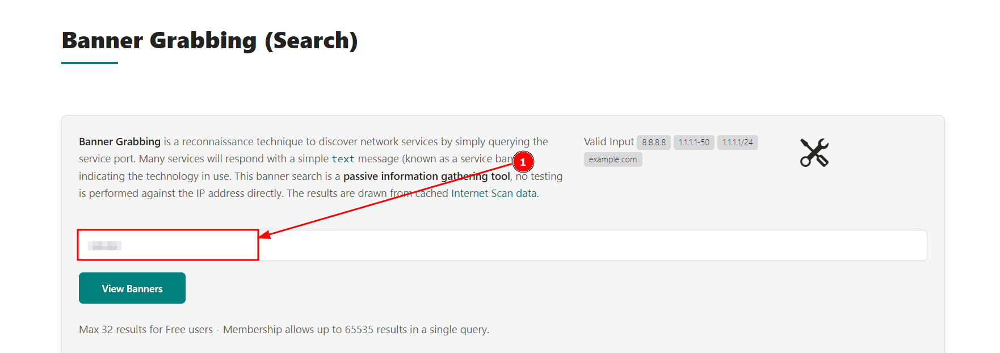 Banner Grabbing (Search)
Banner Grabbing is a reconnaissance technique to discover network services by simply querying the
service port. Many services will respond with a simple text message (known as a service ban
indicating the technology in use. This banner search is a passive information gathering tool, no testing
is performed against the IP address directly. The results are drawn from cached Internet Scan data.
Valid Input 8.8.8.8 1.1.1.1-50 1.1.1.1/24
example.com
1
View Banners
Max 32 results for Free users - Membership allows up to 65535 results in a single query.